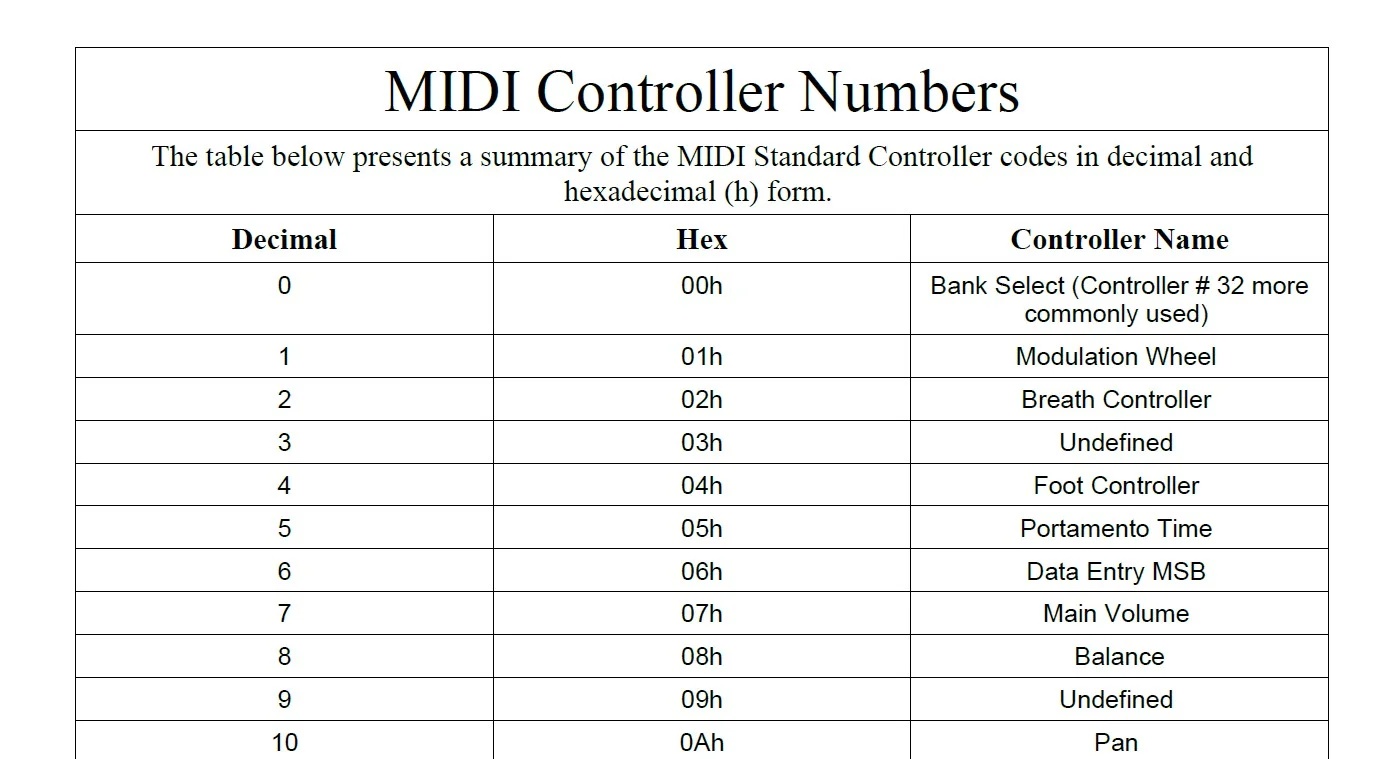 MIDI Controller Numbers
The table below presents a summary of the MIDI Standard Controller codes in decimal and
hexadecimal (h) form.
Decimal Hex Controller Name
0 00h Bank Select (Controller # 32 more
commonly used)
1 01h Modulation Wheel
2 02h Breath Controller
3 03h Undefined
4 04h Foot Controller
5 05h Portamento Time
6 06h Data Entry MSB
7 07h Main Volume
8 08h Balance
9 09h Undefined
10 0Ah Pan